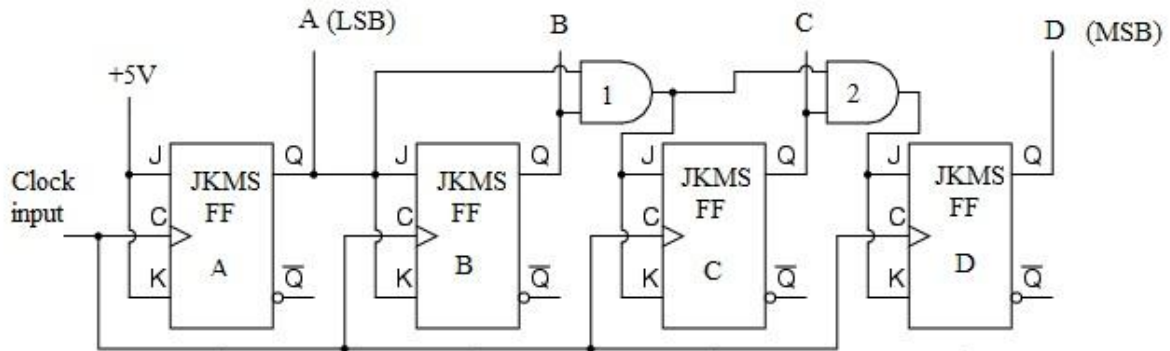 A (LSB)
B
C
D (MSB)
+5V
1
2
Clock
input
J
Q
C
K
Q̅
JKMS
FF
A
J
Q
C
K
Q̅
JKMS
FF
B
J
Q
C
K
Q̅
JKMS
FF
C
J
Q
C
K
Q̅
JKMS
FF
D